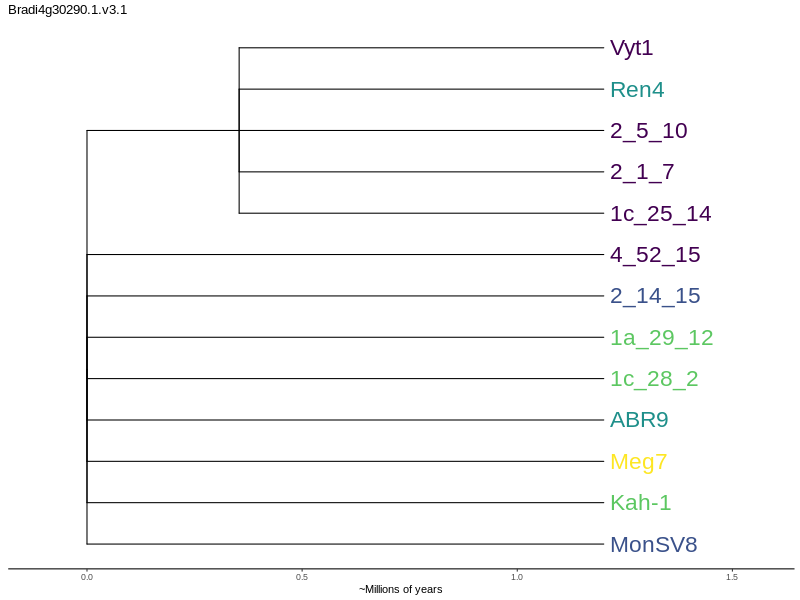 Bradi4g30290.1.v3.1
Vyt1
Ren4
2_5_10
2_1_7
1c_25_14
4_52_15
2_14_15
1a_29_12
1c_28_2
ABR9
Meg7
Kah-1
MonSV8
0.0 0.5 1.0 1.5
~Millions of years